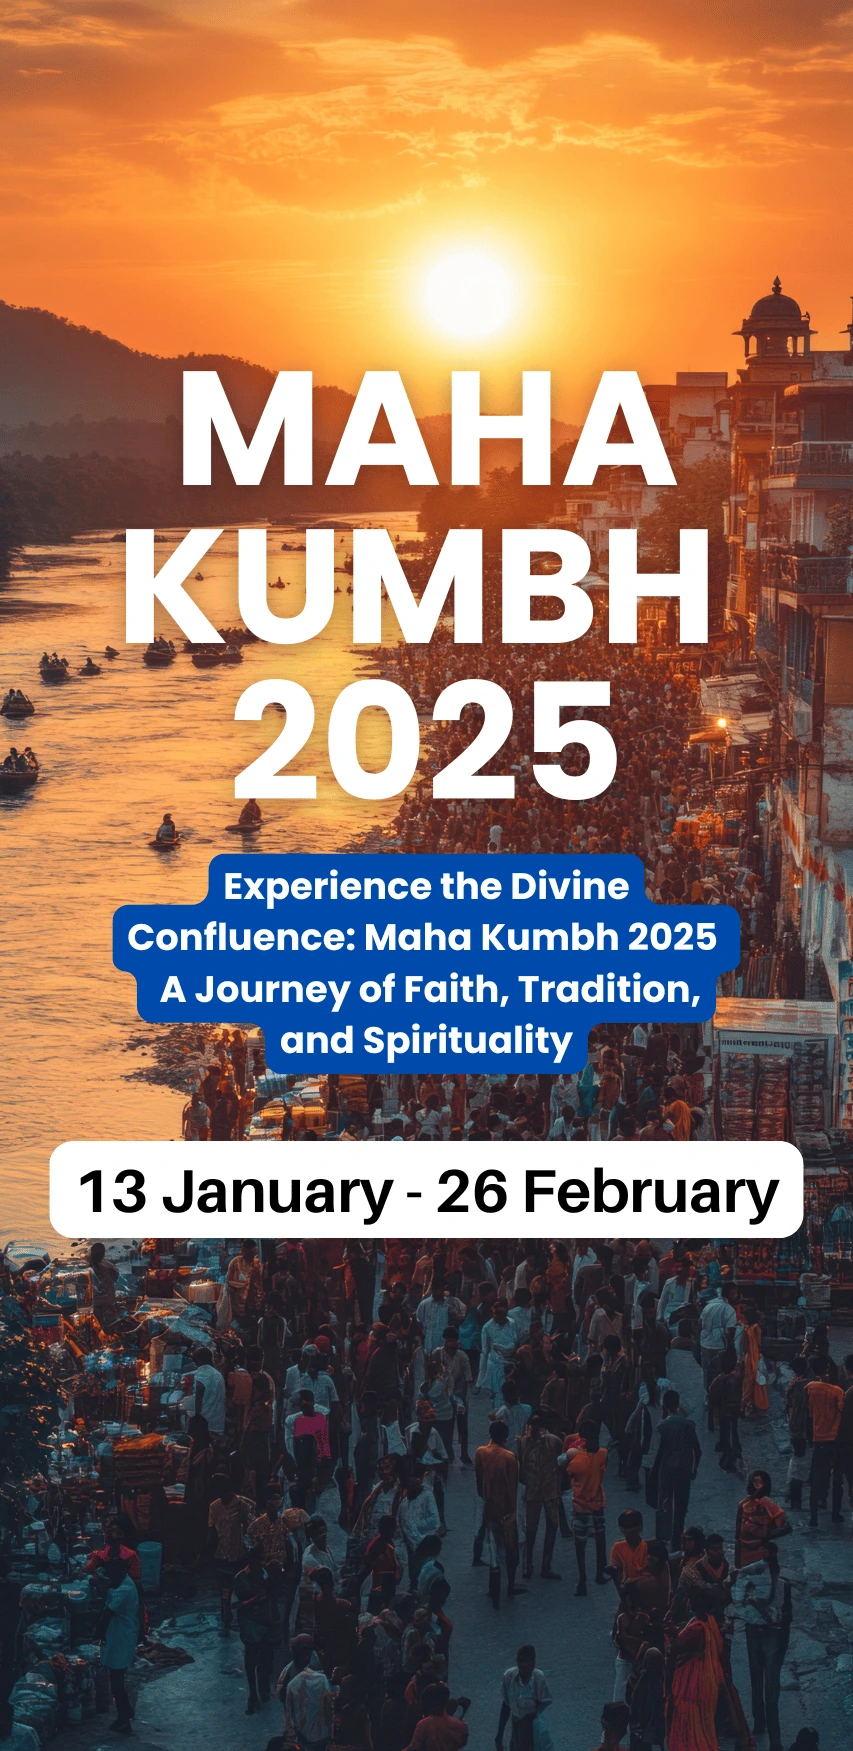 MAHA
KUMBH
2025
Experience the Divine
Confluence: Maha Kumbh 2025
A Journey of Faith, Tradition,
and Spirituality
13 January - 26 February